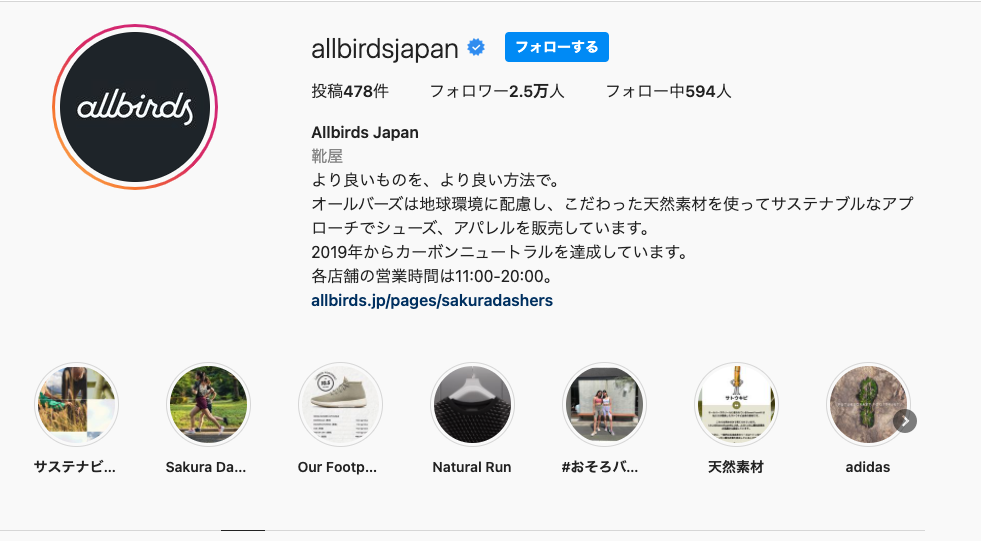 allbirds
allbirdsjapan
フォローする
投稿478件 フォロワー2.5万人 フォロー中594人
Allbirds Japan
靴屋
より良いものを、より良い方法で。
オールバーズは地球環境に配慮し、こだわった天然素材を使ってサステナブルなアプ
ローチでシューズ、アパレルを販売しています。
2019年からカーボンニュートラルを達成しています。
各店舗の営業時間は11:00-20:00。
allbirds.jp/pages/sakuradashers
サトウキビ
サステナビ...
Sakura Da...
Our Footp...
Natural Run
#おそろバ...
天然素材
adidas